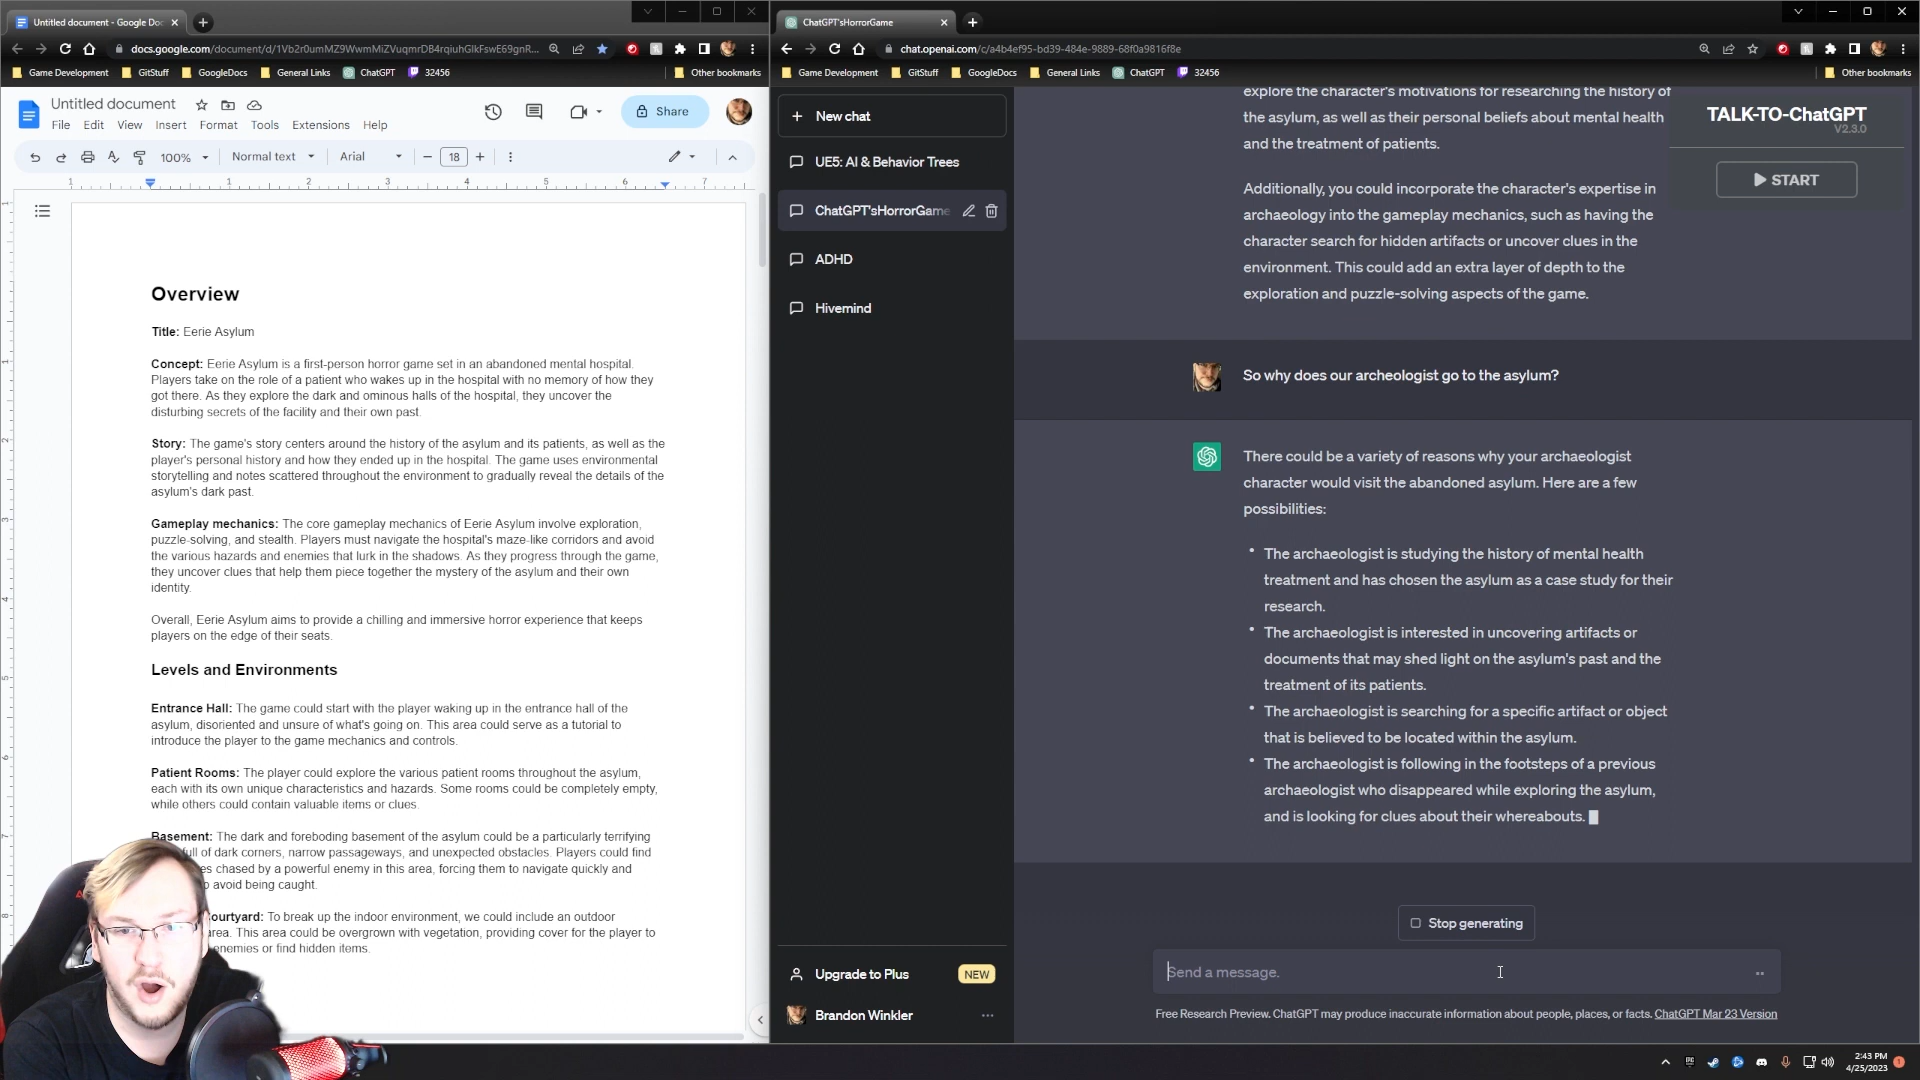 Untitled document - Google Doc
docs.google.com/document/d/1Vb2r0umMZ9WwmMiZVuqmrDB4rqiuhGlkFswE69gnR...
Game Development
GitStuff
GoogleDocs
General Links
ChatGPT
32456
Other bookmarks
Untitled document
File Edit View Insert Format Tools Extensions Help
Share
100%
Normal text
Arial
18
1 1 2 3 4 5 6 7
Overview
Title: Eerie Asylum
Concept: Eerie Asylum is a first-person horror game set in an abandoned mental hospital.
Players take on the role of a patient who wakes up in the hospital with no memory of how they
got there. As they explore the dark and ominous halls of the hospital, they uncover the
disturbing secrets of the facility and their own past.
Story: The game's story centers around the history of the asylum and its patients, as well as the
player's personal history and how they ended up in the hospital. The game uses environmental
storytelling and notes scattered throughout the environment to gradually reveal the details of the
asylum's dark past.
Gameplay mechanics: The core gameplay mechanics of Eerie Asylum involve exploration,
puzzle-solving, and stealth. Players must navigate the hospital's maze-like corridors and avoid
the various hazards and enemies that lurk in the shadows. As they progress through the game,
they uncover clues that help them piece together the mystery of the asylum and their own
identity.
Overall, Eerie Asylum aims to provide a chilling and immersive horror experience that keeps
players on the edge of their seats.
Levels and Environments
Entrance Hall: The game could start with the player waking up in the entrance hall of the
asylum, disoriented and unsure of what's going on. This area could serve as a tutorial to
introduce the player to the game mechanics and controls.
Patient Rooms: The player could explore the various patient rooms throughout the asylum,
each with its own unique characteristics and hazards. Some rooms could be completely empty,
while others could contain valuable items or clues.
Basement: The dark and foreboding basement of the asylum could be a particularly terrifying
full of dark corners, narrow passageways, and unexpected obstacles. Players could find
es chased by a powerful enemy in this area, forcing them to navigate quickly and
avoid being caught.
ourtyard: To break up the indoor environment, we could include an outdoor
area. This area could be overgrown with vegetation, providing cover for the player to
enemies or find hidden items.
ChatGPT'sHorrorGame
chat.openai.com/c/a4b4ef95-bd39-484e-9889-68f0a9816f8e
Game Development
GitStuff
GoogleDocs
General Links
ChatGPT
32456
Other bookmarks
New chat
UE5: AI & Behavior Trees
ChatGPT'sHorrorGame
ADHD
Hivemind
Upgrade to Plus NEW
Brandon Winkler
TALK-TO-ChatGPT
V2.3.0
START
explore the character's motivations for researching the history of
the asylum, as well as their personal beliefs about mental health
and the treatment of patients.
Additionally, you could incorporate the character's expertise in
archaeology into the gameplay mechanics, such as having the
character search for hidden artifacts or uncover clues in the
environment. This could add an extra layer of depth to the
exploration and puzzle-solving aspects of the game.
So why does our archeologist go to the asylum?
There could be a variety of reasons why your archaeologist
character would visit the abandoned asylum. Here are a few
possibilities:
• The archaeologist is studying the history of mental health
treatment and has chosen the asylum as a case study for their
research.
• The archaeologist is interested in uncovering artifacts or
documents that may shed light on the asylum's past and the
treatment of its patients.
• The archaeologist is searching for a specific artifact or object
that is believed to be located within the asylum.
• The archaeologist is following in the footsteps of a previous
archaeologist who disappeared while exploring the asylum,
and is looking for clues about their whereabouts.
Stop generating
Send a message.
Free Research Preview. ChatGPT may produce inaccurate information about people, places, or facts. ChatGPT Mar 23 Version
2:43 PM
4/25/2023